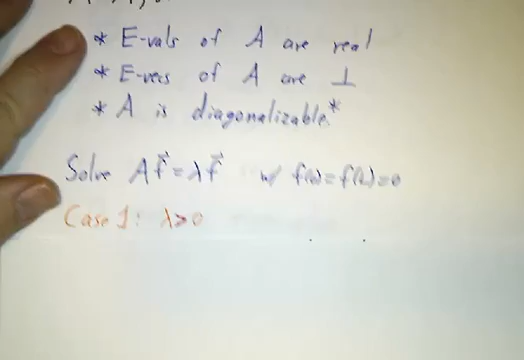 * E-vals of A are real
* E-vecs of A are ⊥
* A is diagonalizable*
Solve Af⃗ = λf⃗ w/ f(0)=f(L)=0
Case 1: λ>0